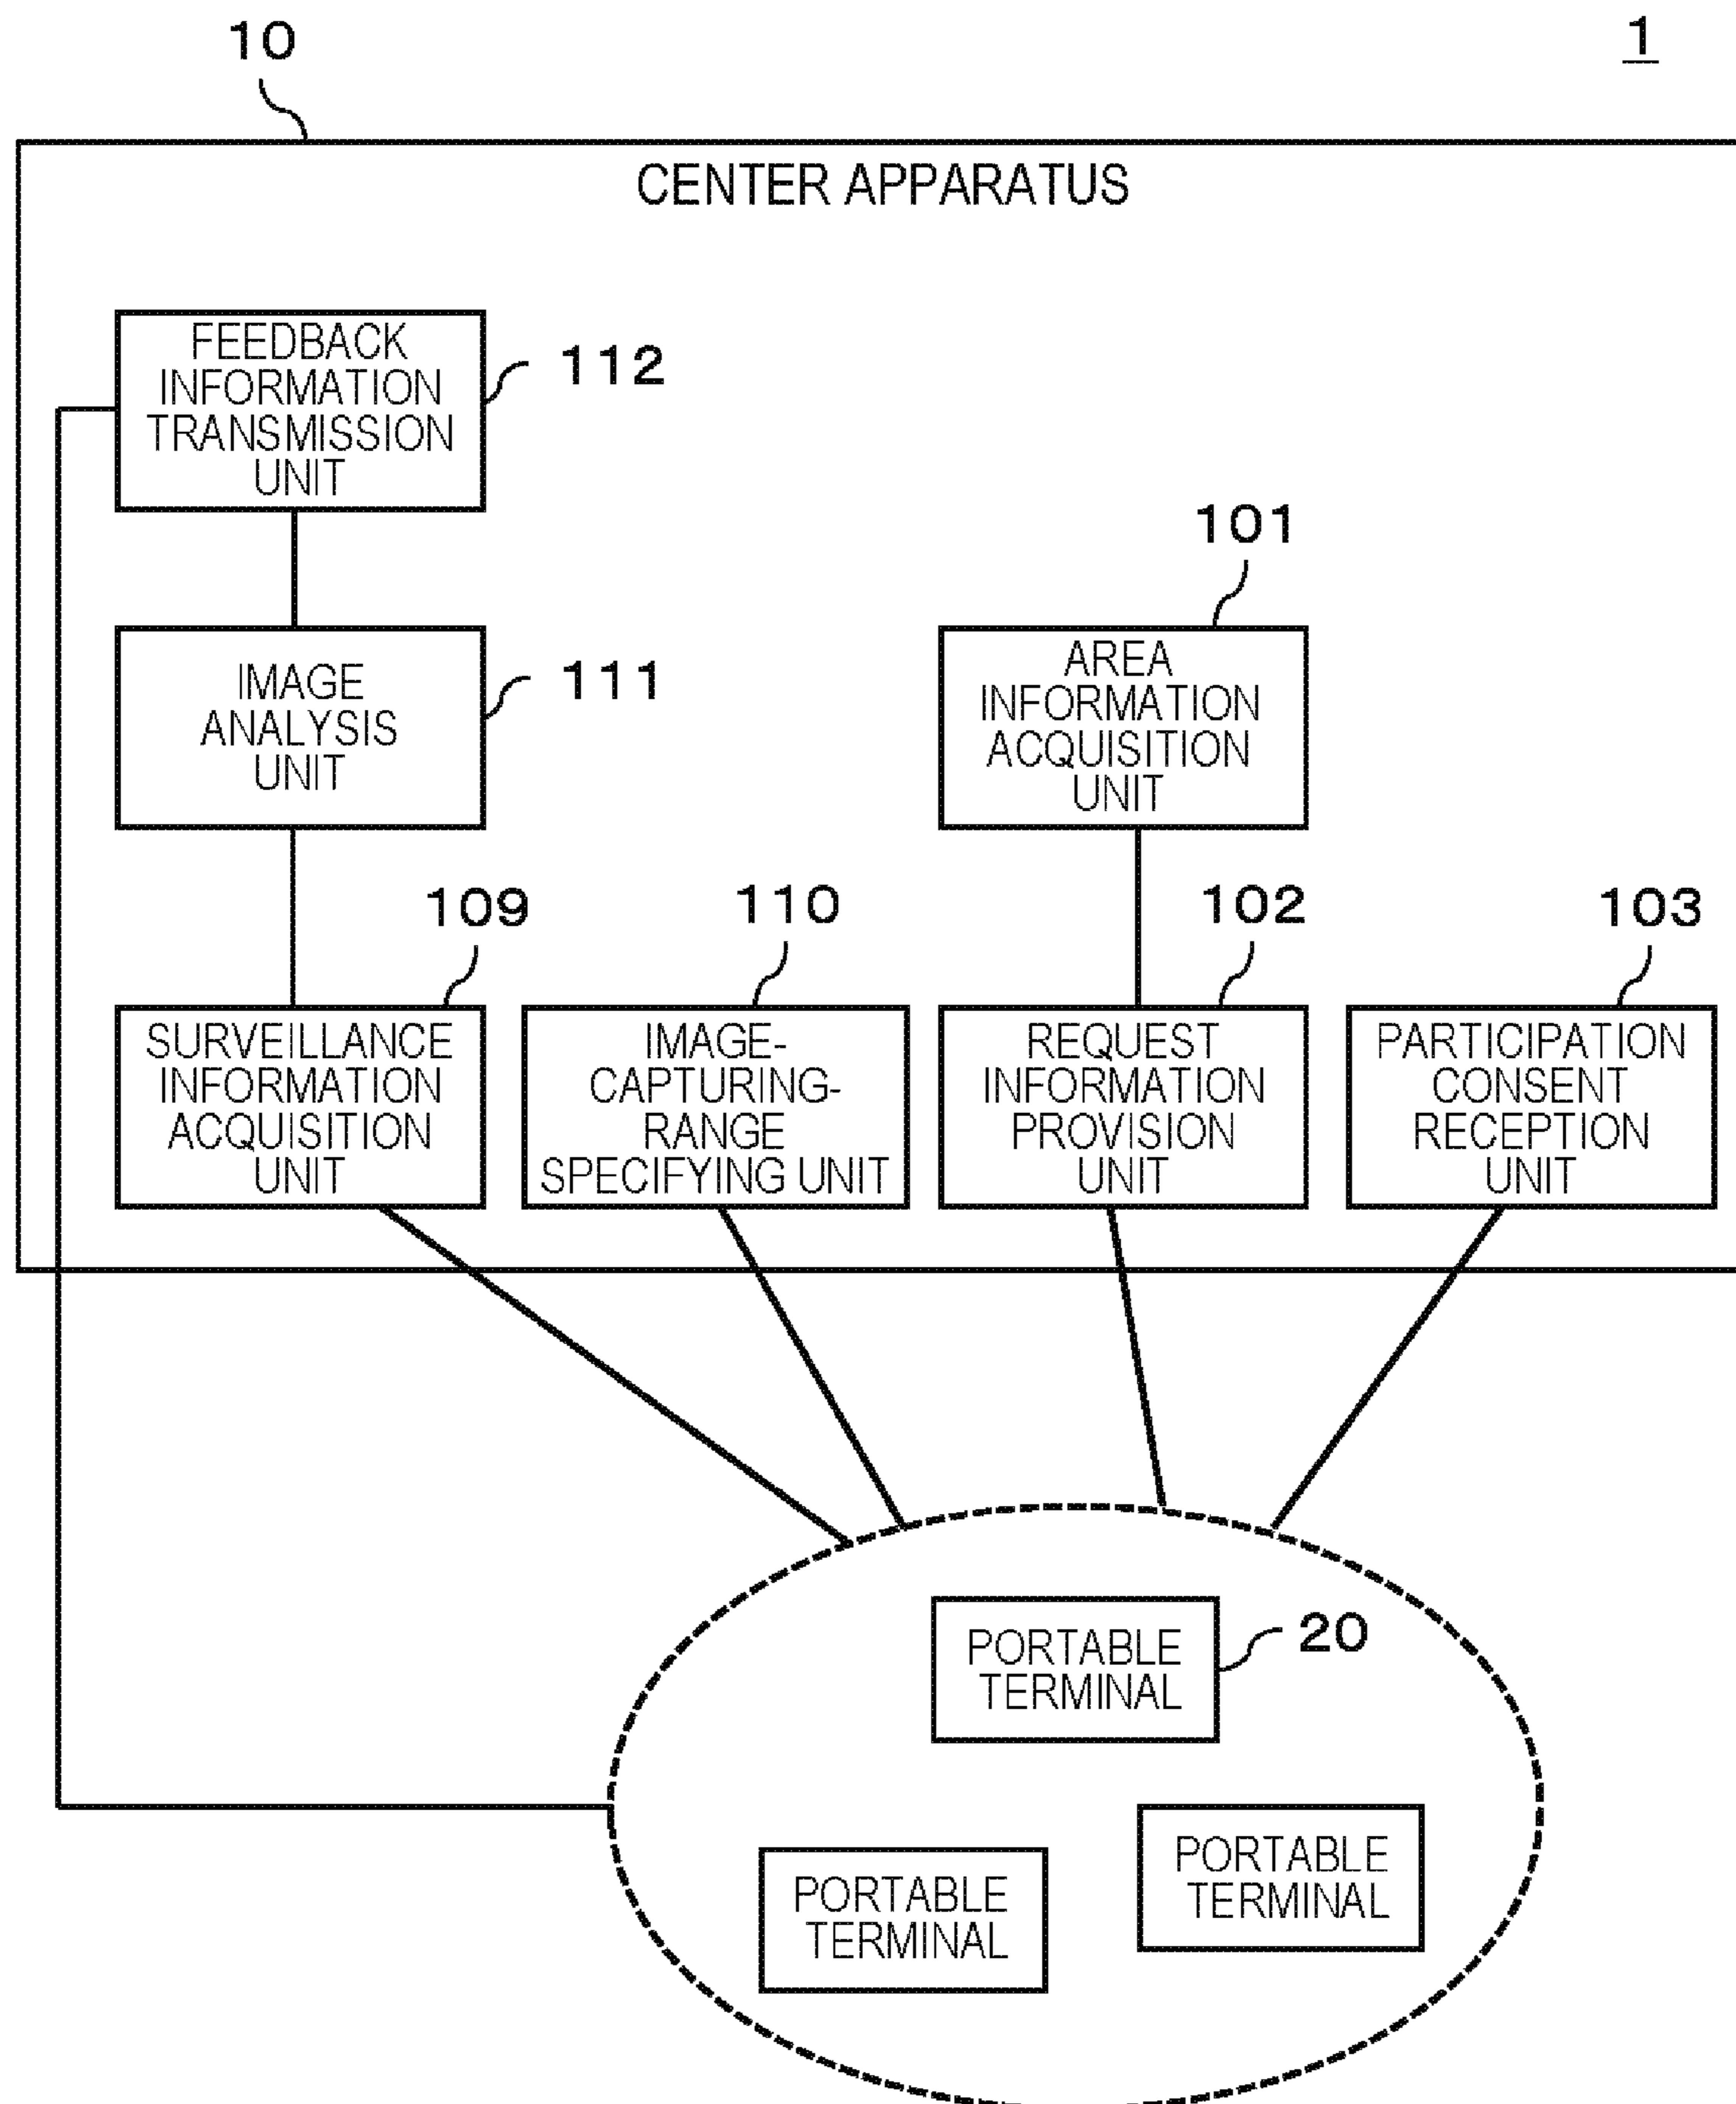 10
1
CENTER APPARATUS
FEEDBACK
INFORMATION
TRANSMISSION
UNIT
112
101
IMAGE
ANALYSIS
UNIT
111
AREA
INFORMATION
ACQUISITION
UNIT
109
110
102
103
SURVEILLANCE
INFORMATION
ACQUISITION
UNIT
IMAGE-
CAPTURING-
RANGE
SPECIFYING UNIT
REQUEST
INFORMATION
PROVISION
UNIT
PARTICIPATION
CONSENT
RECEPTION
UNIT
PORTABLE
TERMINAL
20
PORTABLE
TERMINAL
PORTABLE
TERMINAL